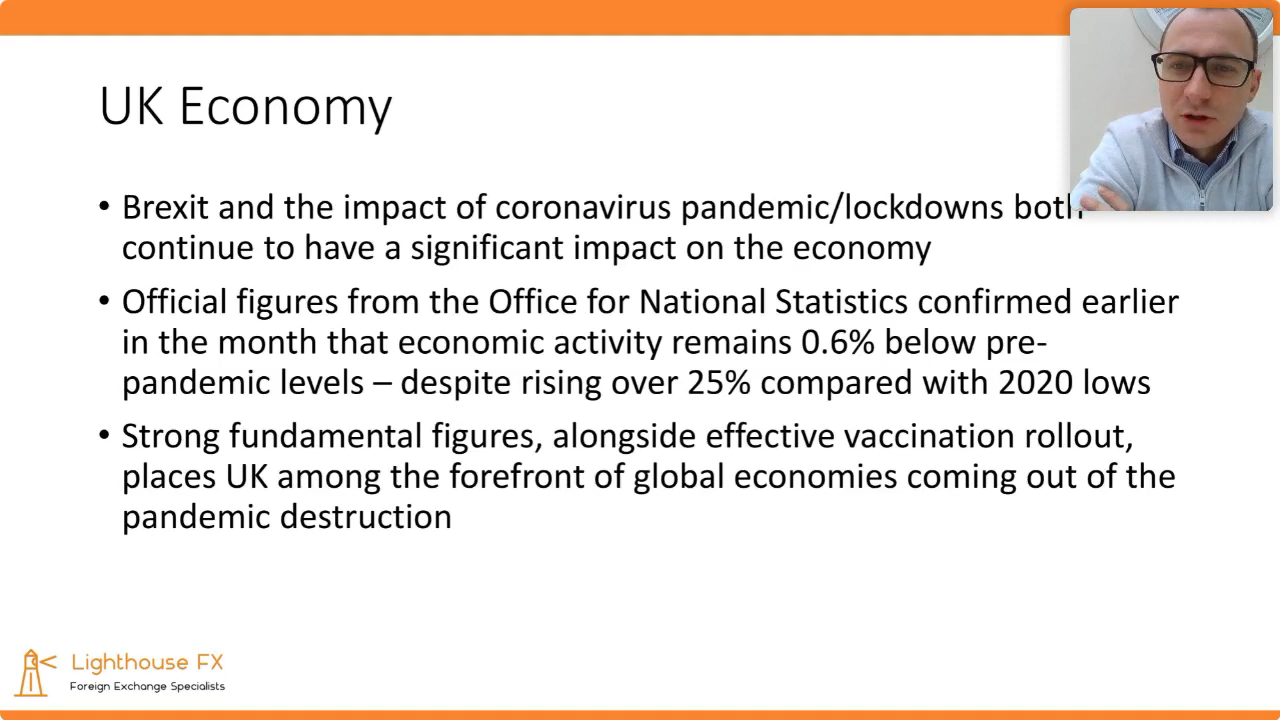 UK Economy
• Brexit and the impact of coronavirus pandemic/lockdowns both
continue to have a significant impact on the economy
• Official figures from the Office for National Statistics confirmed earlier
in the month that economic activity remains 0.6% below pre-
pandemic levels – despite rising over 25% compared with 2020 lows
• Strong fundamental figures, alongside effective vaccination rollout,
places UK among the forefront of global economies coming out of the
pandemic destruction
Lighthouse FX
Foreign Exchange Specialists